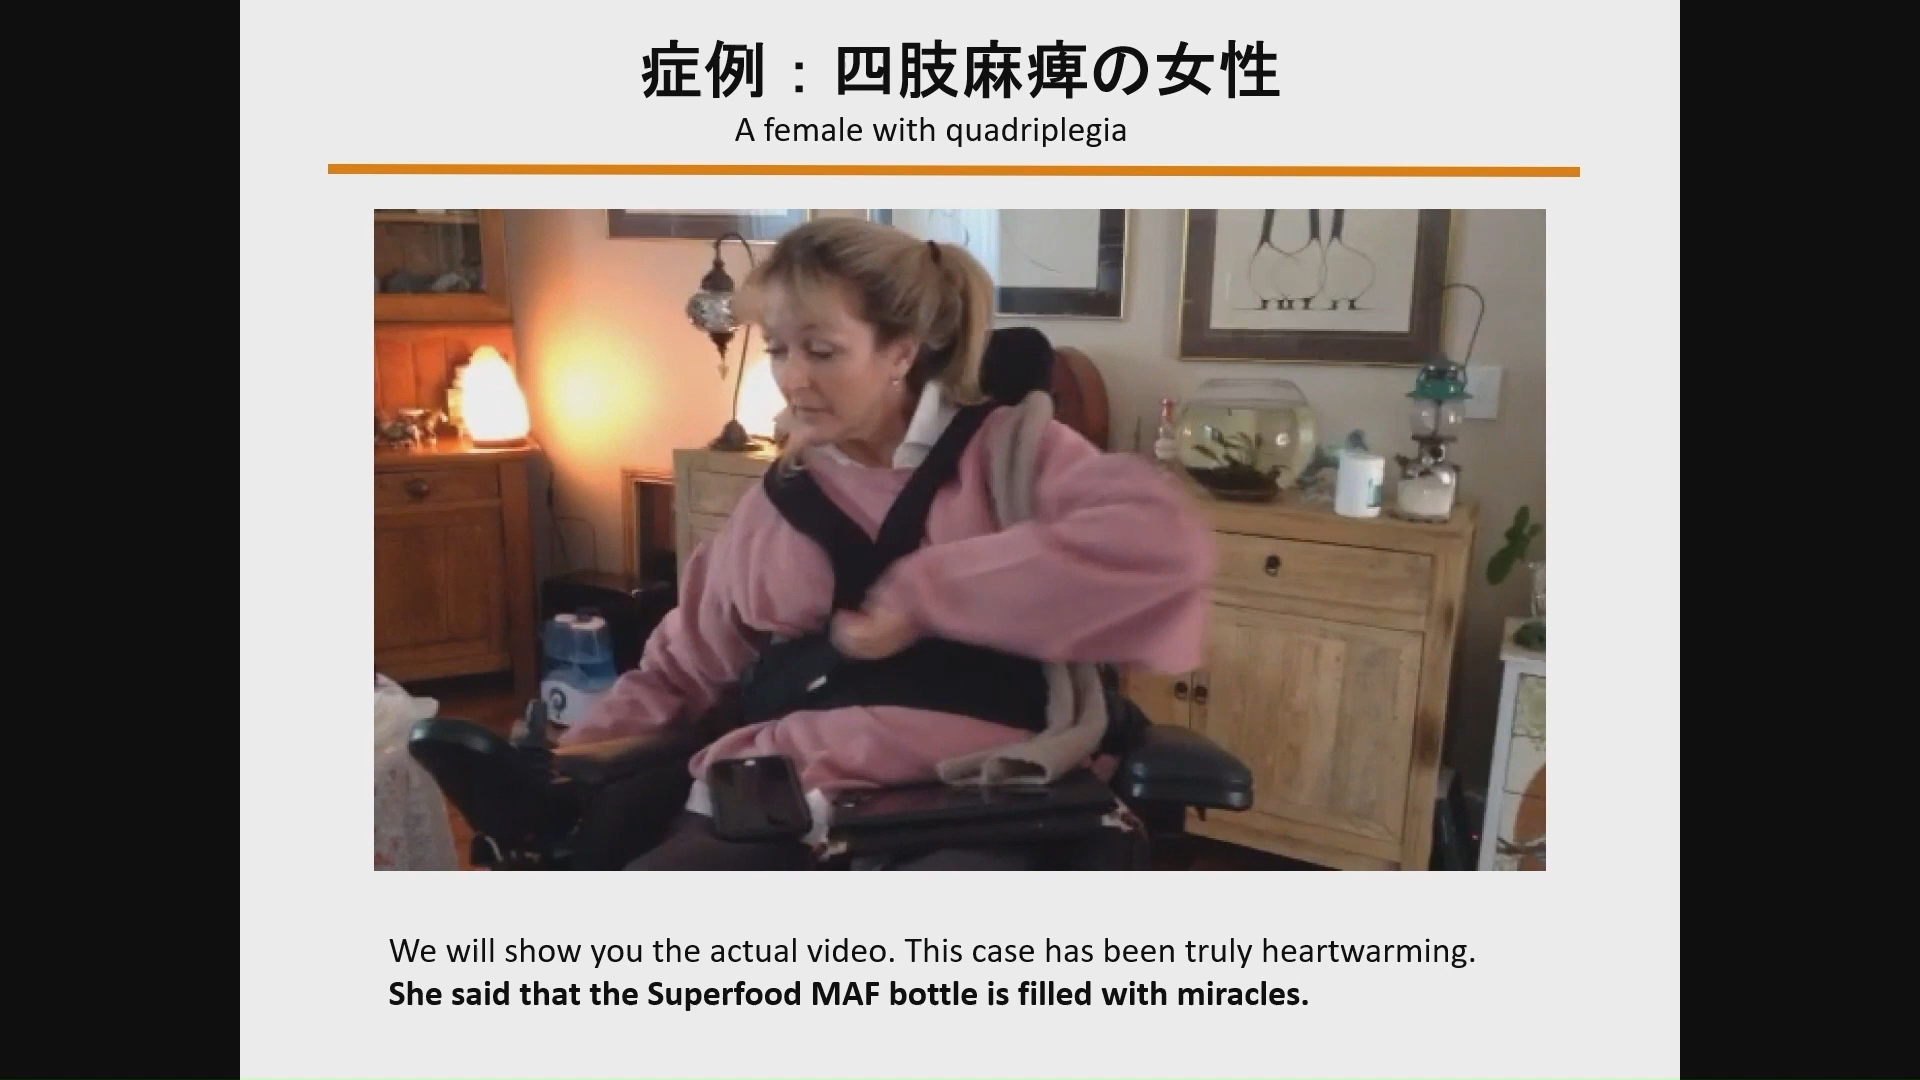 症例：四肢麻痺の女性
A female with quadriplegia
We will show you the actual video. This case has been truly heartwarming.
She said that the Superfood MAF bottle is filled with miracles.